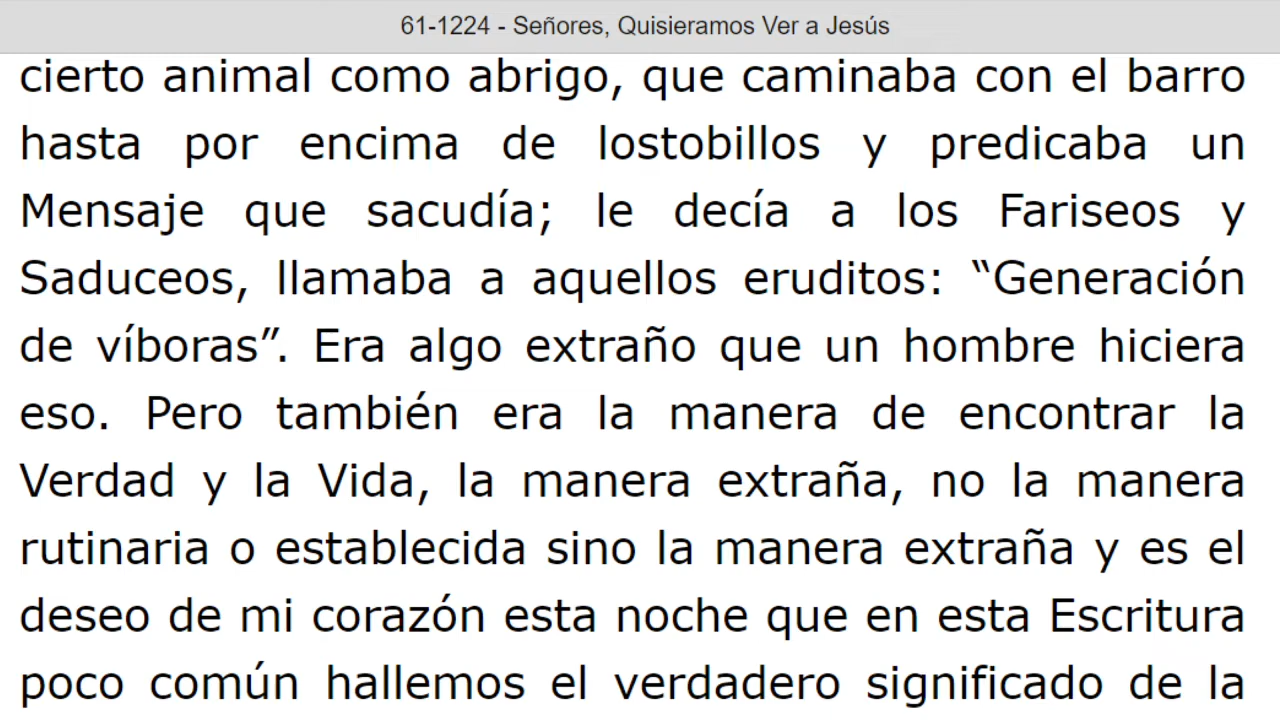 61-1224 - Señores, Quisieramos Ver a Jesús
cierto animal como abrigo, que caminaba con el barro
hasta por encima de lostobillos y predicaba un
Mensaje que sacudía; le decía a los Fariseos y
Saduceos, llamaba a aquellos eruditos: “Generación
de víboras”. Era algo extraño que un hombre hiciera
eso. Pero también era la manera de encontrar la
Verdad y la Vida, la manera extraña, no la manera
rutinaria o establecida sino la manera extraña y es el
deseo de mi corazón esta noche que en esta Escritura
poco común hallemos el verdadero significado de la